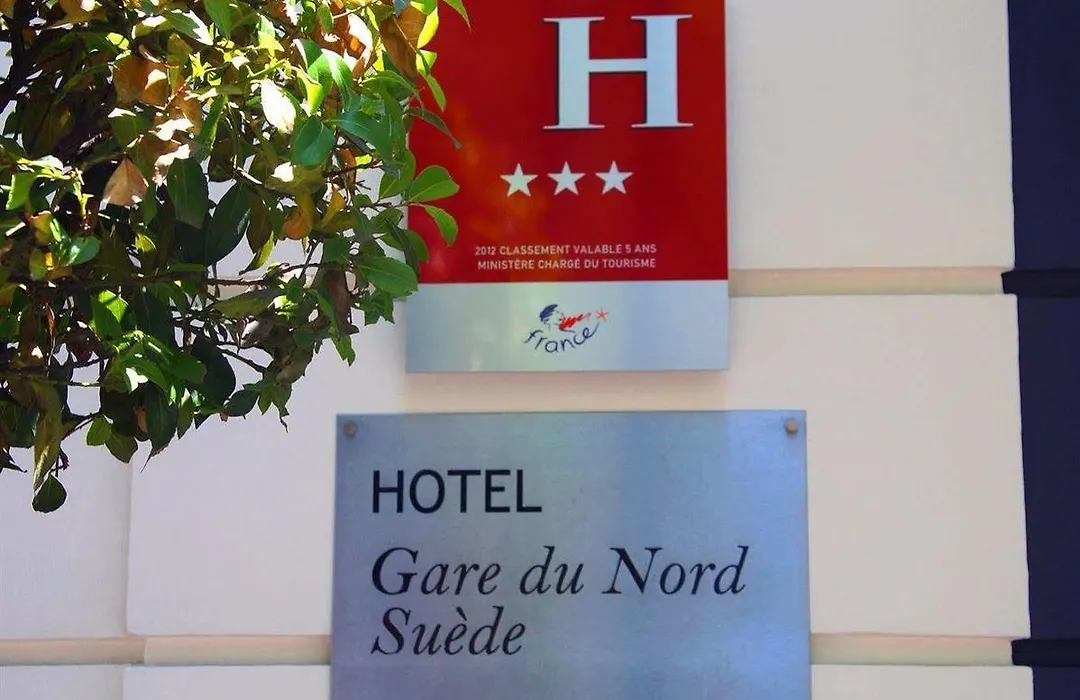 H
2012 CLASSEMENT VALABLE 5 ANS
MINISTÈRE CHARGÉ DU TOURISME
france
HOTEL
Gare du Nord
Suède